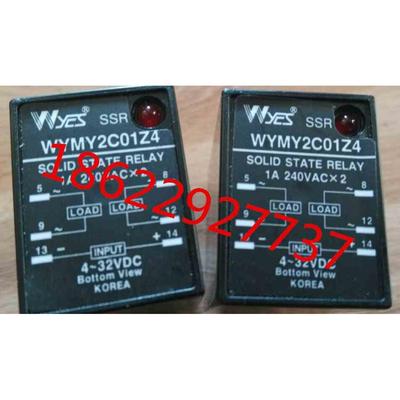 WYES® SSR
WYMY2C01Z4
SOLID STATE RELAY
1A 240VAC×2
5 ~ ~ 8
LOAD LOAD
9 12
13 − + 14
INPUT
4~32VDC
Bottom View
KOREA
WYES® SSR
WYMY2C01Z4
SOLID STATE RELAY
1A 240VAC×2
5 ~ ~ 8
LOAD LOAD
9 ~ ~ 12
13 − + 14
INPUT
4~32VDC
Bottom View
KOREA
18622927737